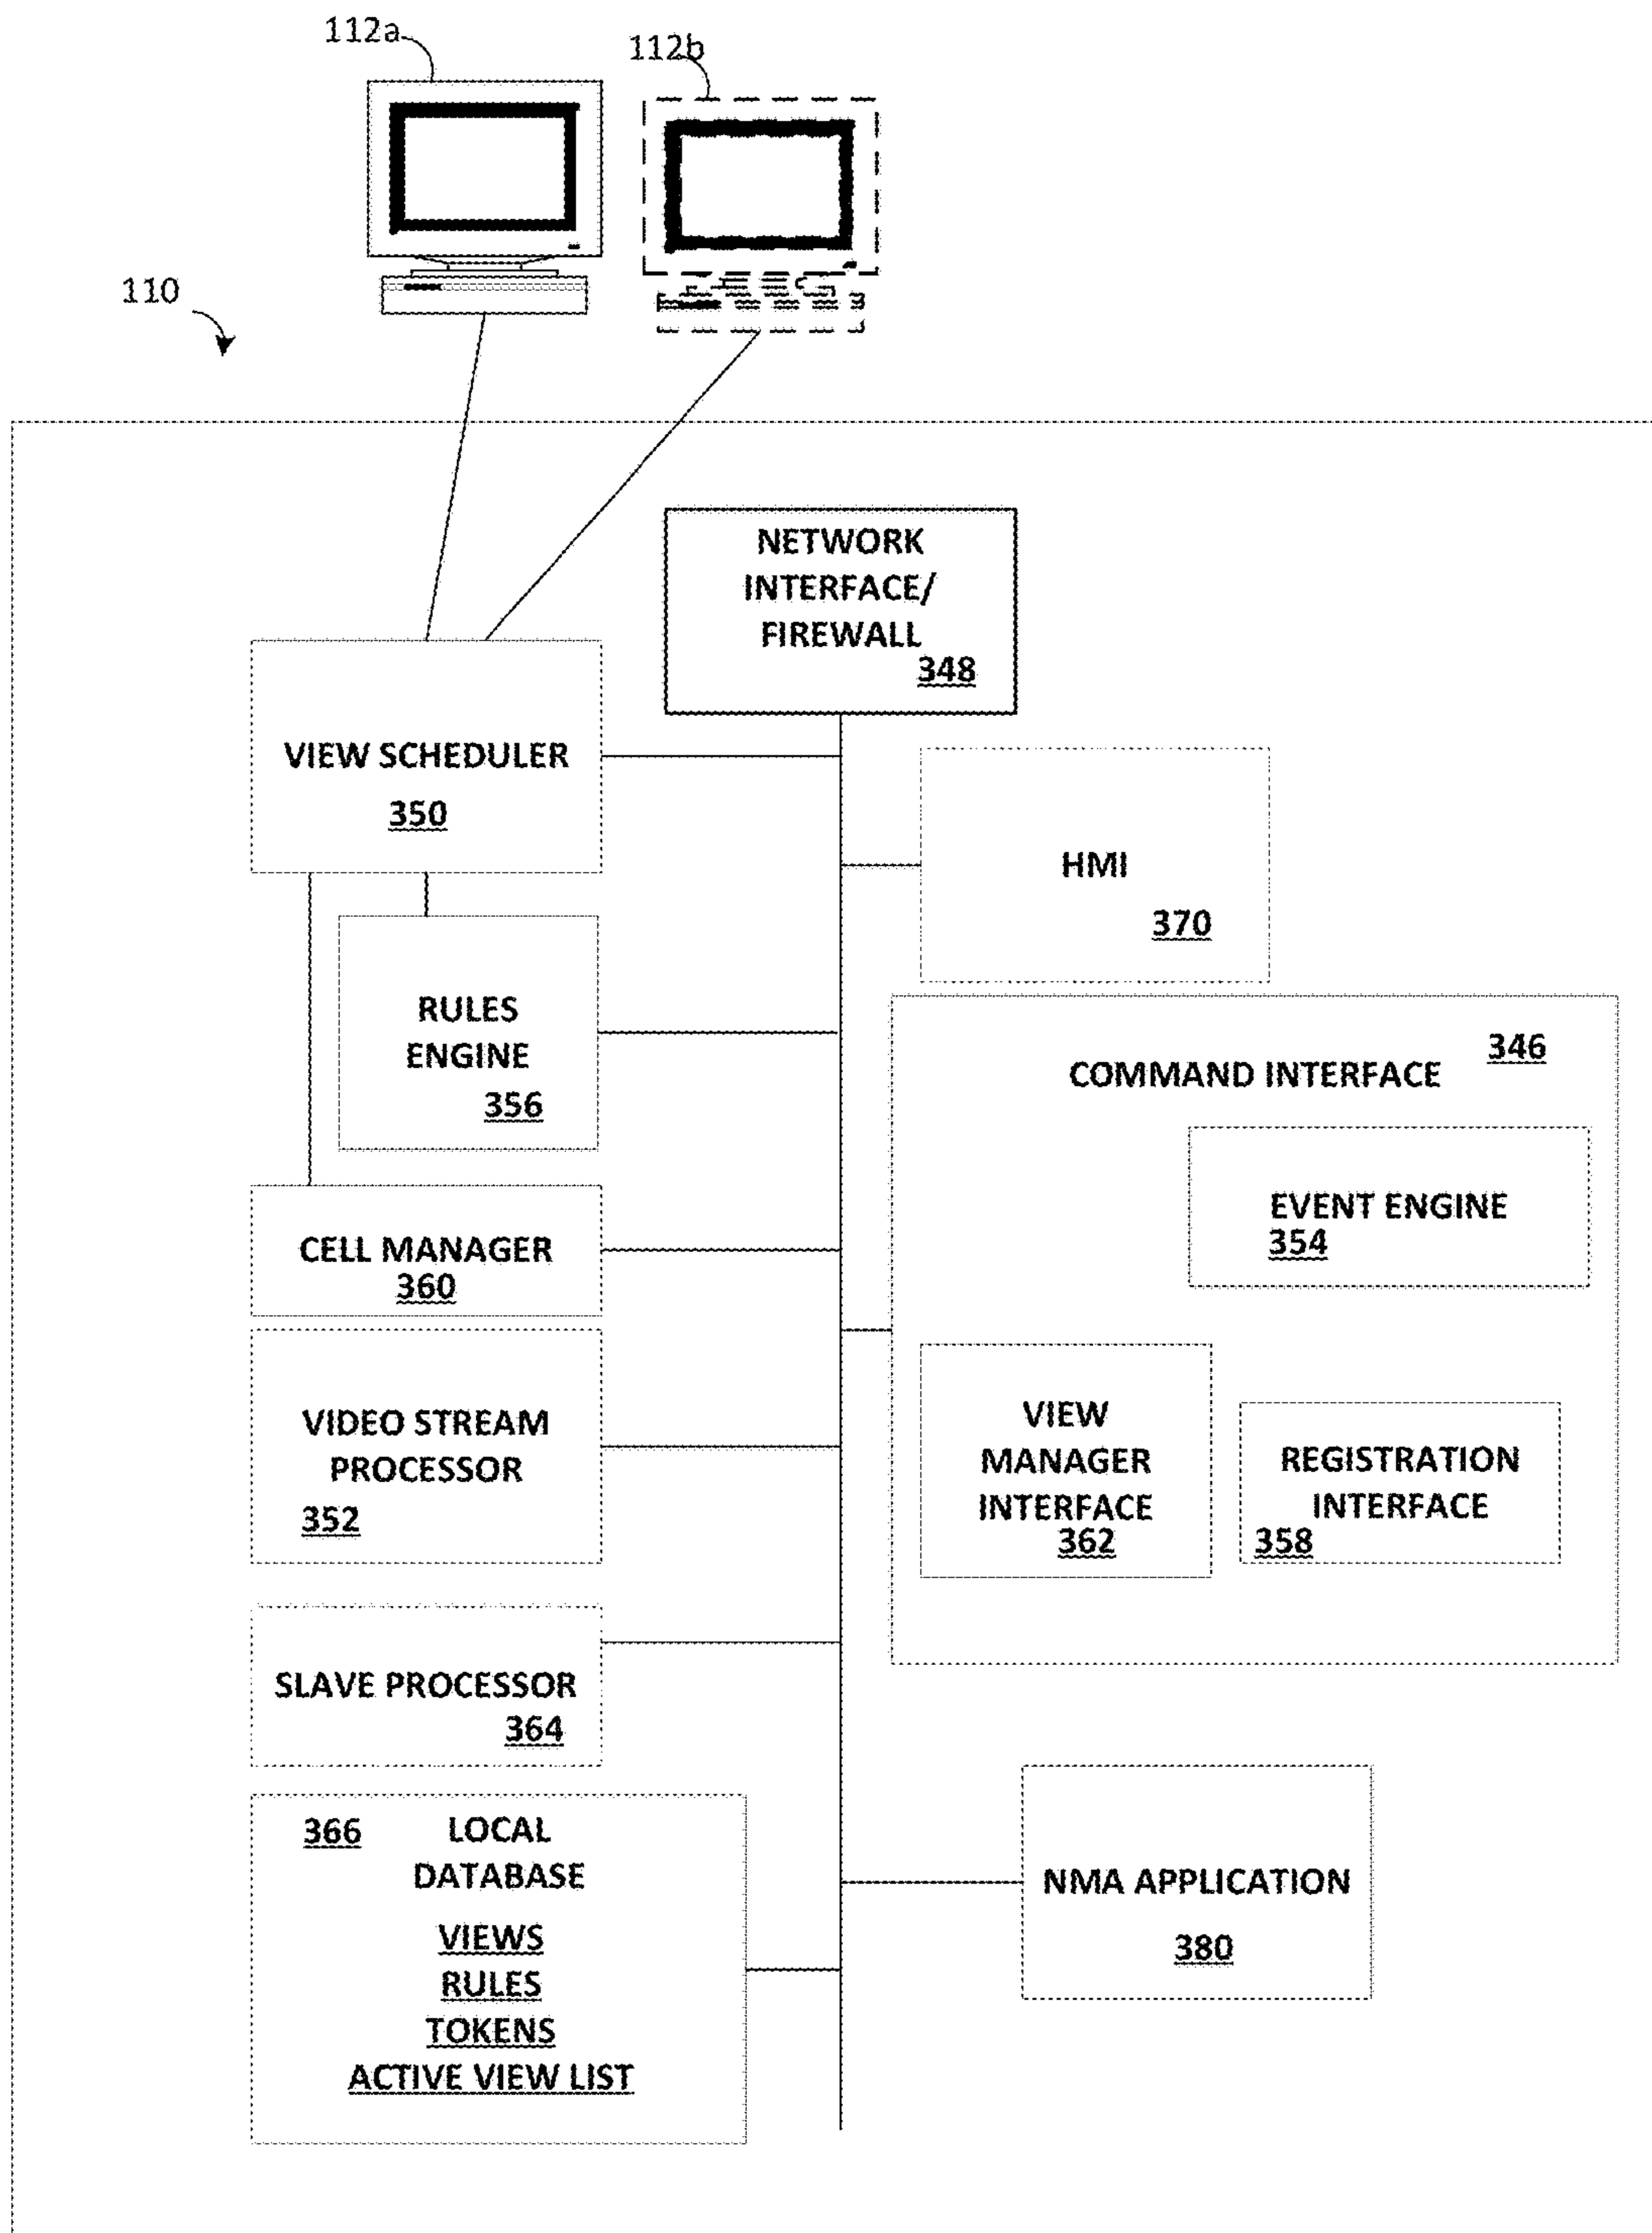 112a
112b
110
NETWORK
INTERFACE/
FIREWALL
348
VIEW SCHEDULER
350
HMI
370
RULES
ENGINE
356
COMMAND INTERFACE
346
EVENT ENGINE
354
CELL MANAGER
360
VIDEO STREAM
PROCESSOR
352
VIEW
MANAGER
INTERFACE
362
REGISTRATION
INTERFACE
358
SLAVE PROCESSOR
364
366
LOCAL
DATABASE
VIEWS
RULES
TOKENS
ACTIVE VIEW LIST
NMA APPLICATION
380